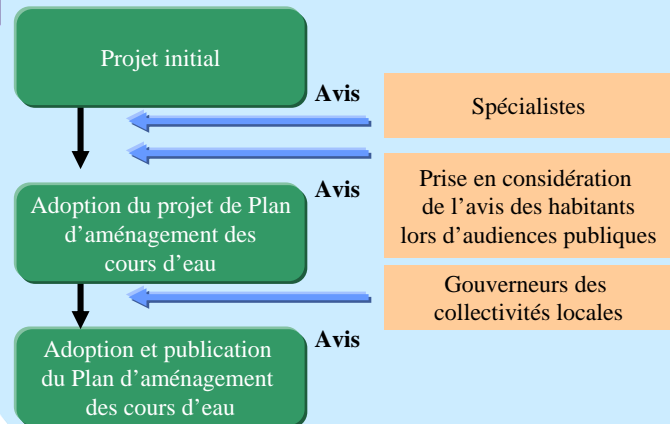 Projet initial
Avis
Spécialistes
Avis
Prise en considération
de l'avis des habitants
lors d'audiences publiques
Adoption du projet de Plan
d'aménagement des
cours d'eau
Gouverneurs des
collectivités locales
Avis
Adoption et publication
du Plan d'aménagement
des cours d'eau